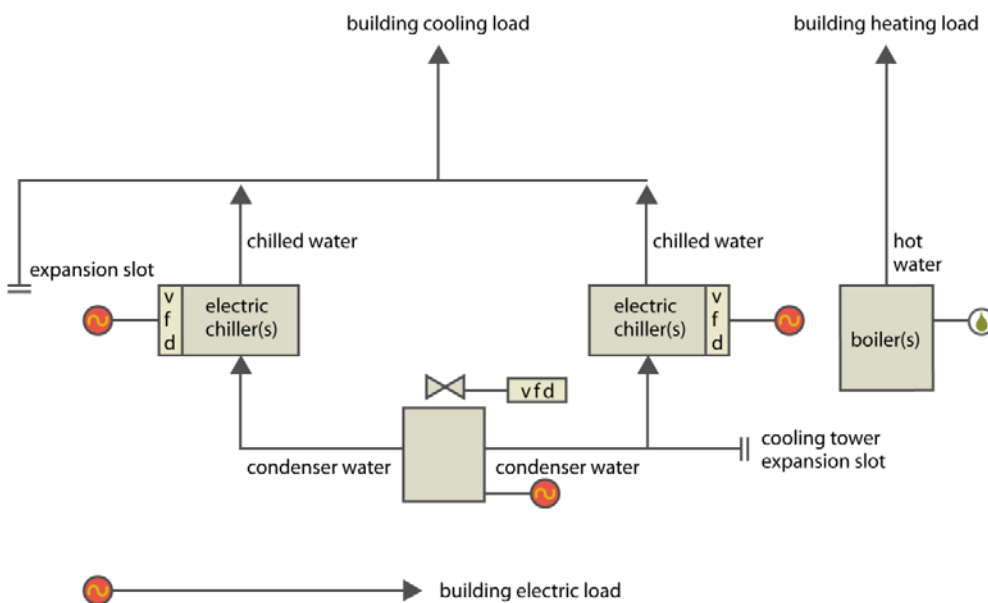 building cooling load
building heating load
chilled water
chilled water
hot
water
expansion slot
v
f
d
electric
chiller(s)
electric
chiller(s)
v
f
d
boiler(s)
vfd
condenser water
condenser water
cooling tower
expansion slot
building electric load